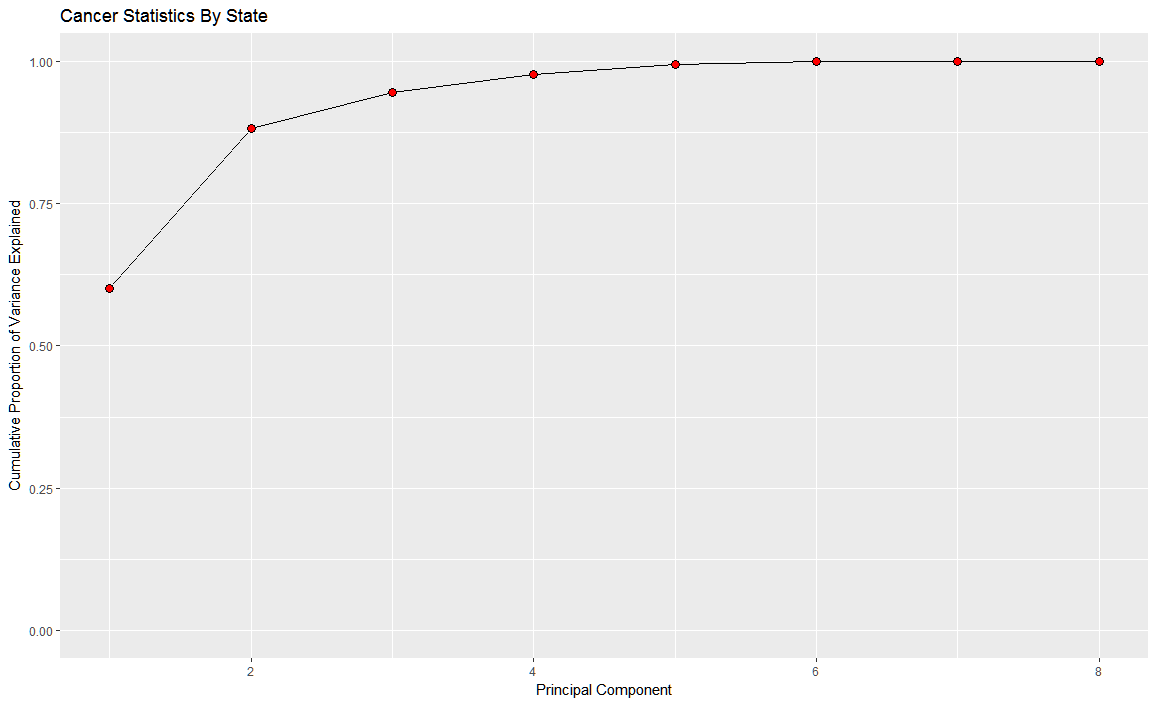 Cancer Statistics By State
Cumulative Proportion of Variance Explained
1.00
0.75
0.50
0.25
0.00
2 4 6 8
Principal Component